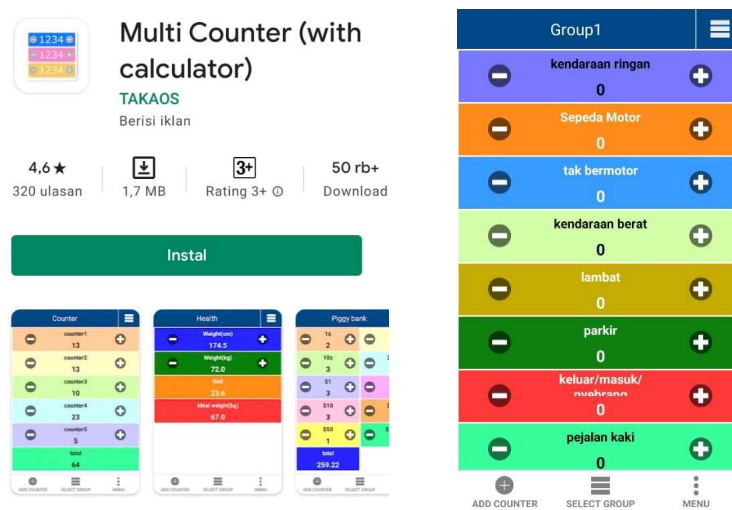 1234
1234
1234
Multi Counter (with
calculator)
TAKAOS
Berisi iklan
4,6★
320 ulasan
1,7 MB
3+
Rating 3+
50 rb+
Download
Instal
Counter
counter1
13
counter2
13
counter3
10
counter4
23
counter5
5
total
64
ADD COUNTER
SELECT GROUP
MENU
Health
Weight(cm)
174.5
Weight(kg)
72.0
BMI
23.6
Ideal weight(kg)
67.0
ADD COUNTER
SELECT GROUP
MENU
Piggy bank
1¢
2
10¢
3
$1
3
$10
3
$50
1
total
259.22
ADD COUNTER
SELECT GROUP
Group1
kendaraan ringan
0
Sepeda Motor
0
tak bermotor
0
kendaraan berat
0
lambat
0
parkir
0
keluar/masuk/
nyebrang
0
pejalan kaki
0
ADD COUNTER
SELECT GROUP
MENU